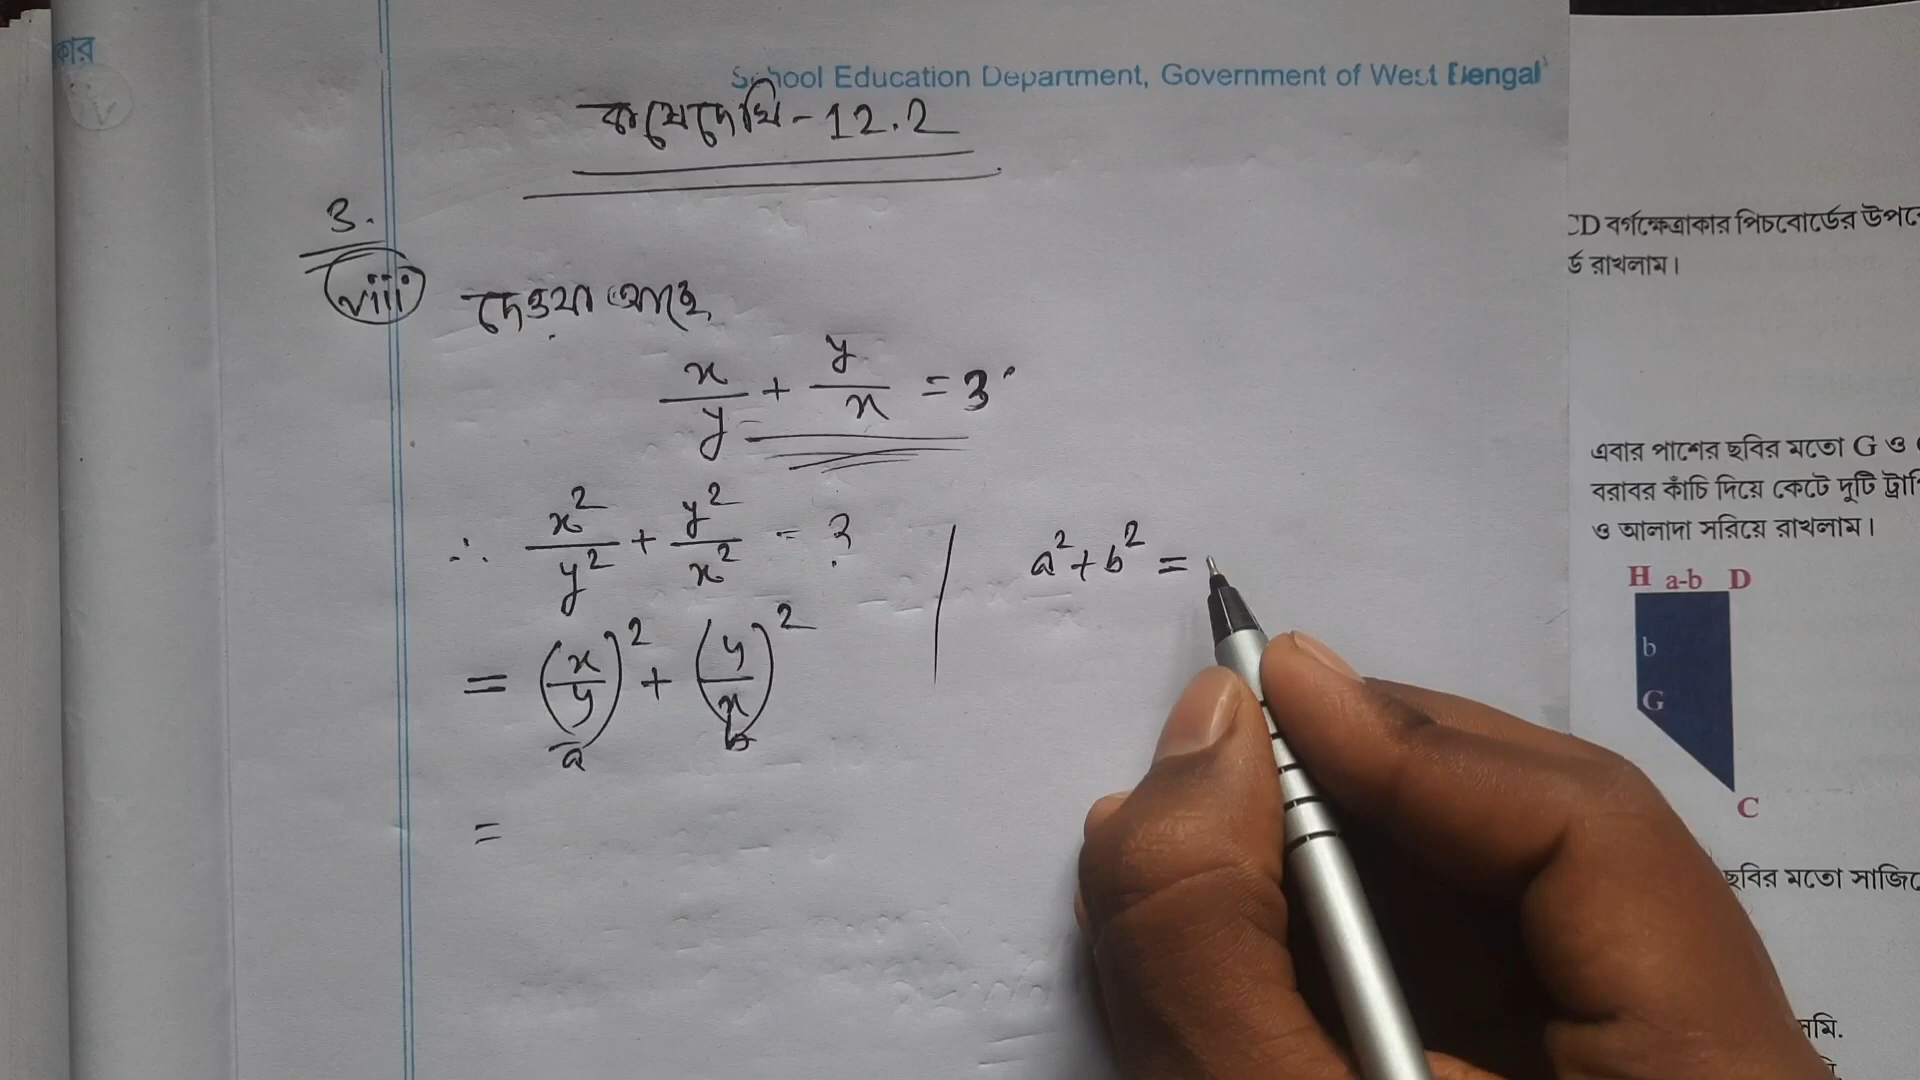 কার
School Education Department, Government of West Bengal
কষে দেখি - 12.2
3.
viii দেওয়া আছে,
x/y + y/x = 3
∴ x²/y² + y²/x² = ?
= (x/y)² + (y/x)²
a b
=
a² + b² =
CD বর্গক্ষেত্রাকার পিচবোর্ডের উপ
র্ড রাখলাম।
এবার পাশের ছবির মতো G ও
বরাবর কাঁচি দিয়ে কেটে দুটি ট্রা
ও আলাদা সরিয়ে রাখলাম।
H a-b D
b
G
C
ছবির মতো সাজি
মি.